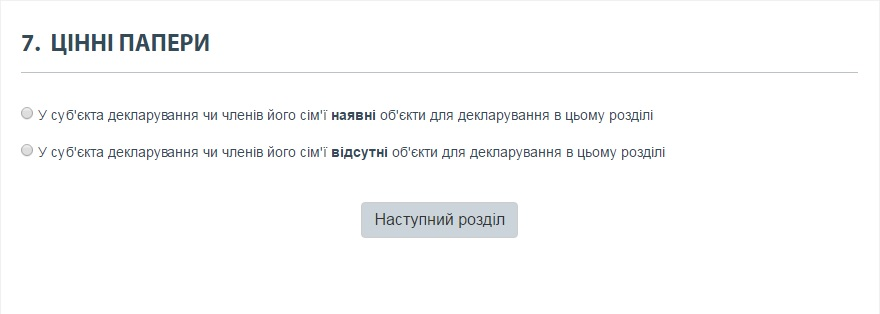 7. ЦІННІ ПАПЕРИ
У суб'єкта декларування чи членів його сім'ї наявні об'єкти для декларування в цьому розділі
У суб'єкта декларування чи членів його сім'ї відсутні об'єкти для декларування в цьому розділі
Наступний розділ